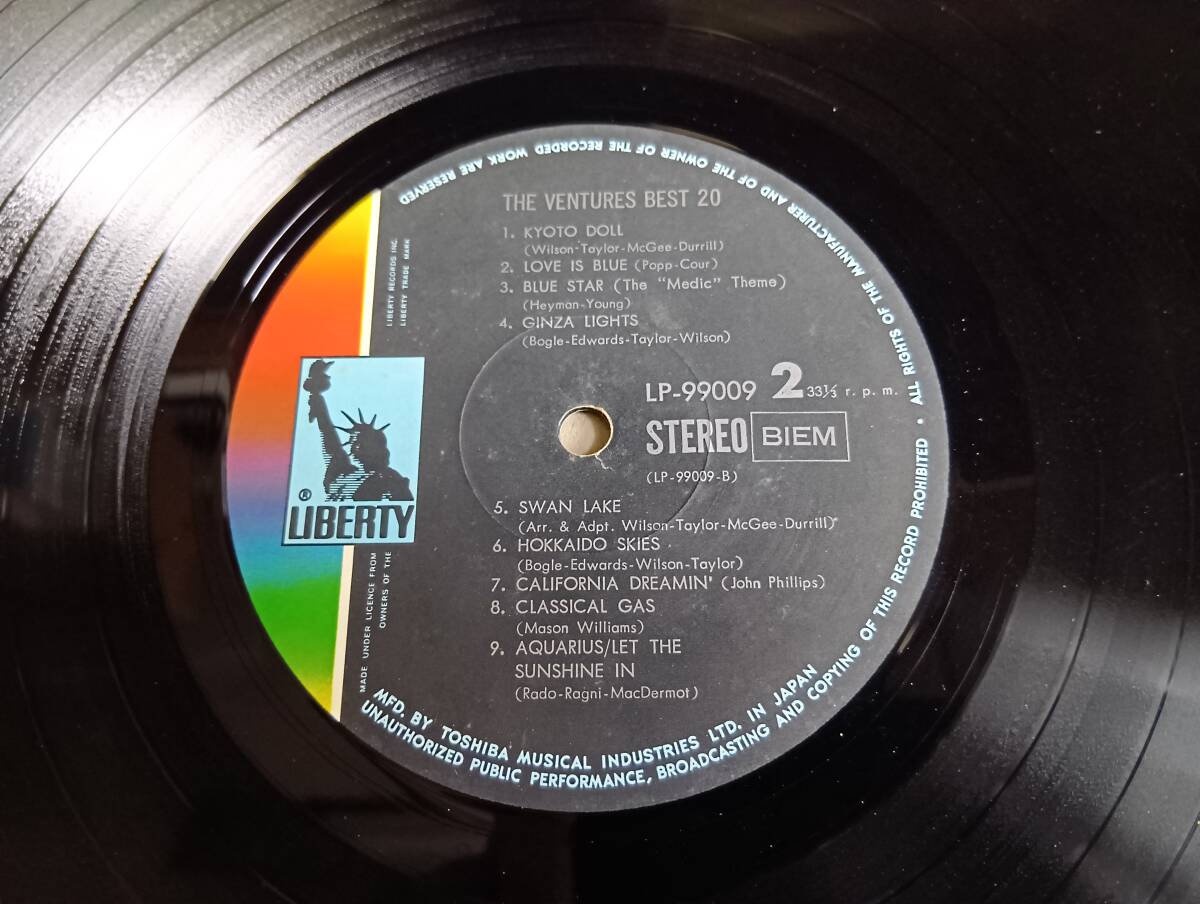 THE VENTURES BEST 20
1. KYOTO DOLL
(Wilson-Taylor-McGee-Durrill)
2. LOVE IS BLUE (Popp-Cour)
3. BLUE STAR (The "Medic" Theme)
(Heyman-Young)
4. GINZA LIGHTS
(Bogle-Edwards-Taylor-Wilson)
LP-99009 2 33⅓ r. p. m.
STEREO BIEM
(LP-99009-B)
5. SWAN LAKE
(Arr. & Adpt. Wilson-Taylor-McGee-Durrill)
6. HOKKAIDO SKIES
(Bogle-Edwards-Wilson-Taylor)
7. CALIFORNIA DREAMIN' (John Phillips)
8. CLASSICAL GAS
(Mason Williams)
9. AQUARIUS/LET THE
SUNSHINE IN
(Rado-Ragni-MacDermot)
® LIBERTY
MADE UNDER LICENCE FROM LIBERTY RECORDS INC.
OWNERS OF THE LIBERTY TRADE MARK
MFD. BY TOSHIBA MUSICAL INDUSTRIES LTD. IN JAPAN
UNAUTHORIZED PUBLIC PERFORMANCE, BROADCASTING AND COPYING OF THIS RECORD PROHIBITED • ALL RIGHTS OF THE MANUFACTURER AND OF THE OWNER OF THE RECORDED WORK ARE RESERVED